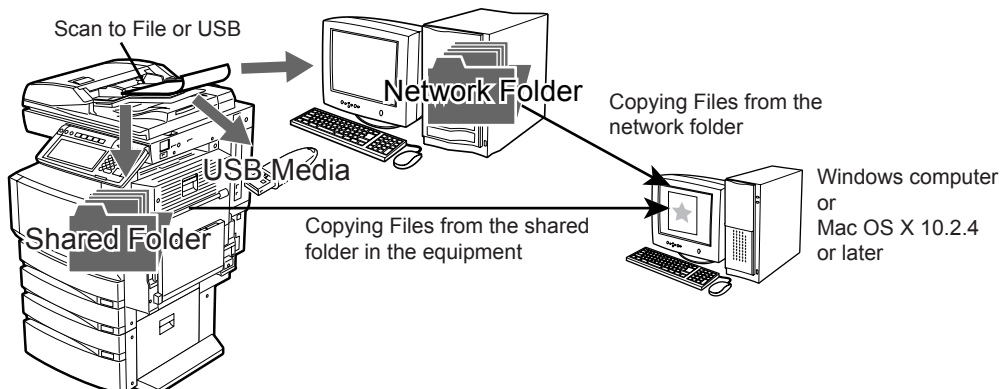 Scan to File or USB
Network Folder
Copying Files from the
network folder
USB Media
Windows computer
or
Mac OS X 10.2.4
or later
Shared Folder
Copying Files from the shared
folder in the equipment